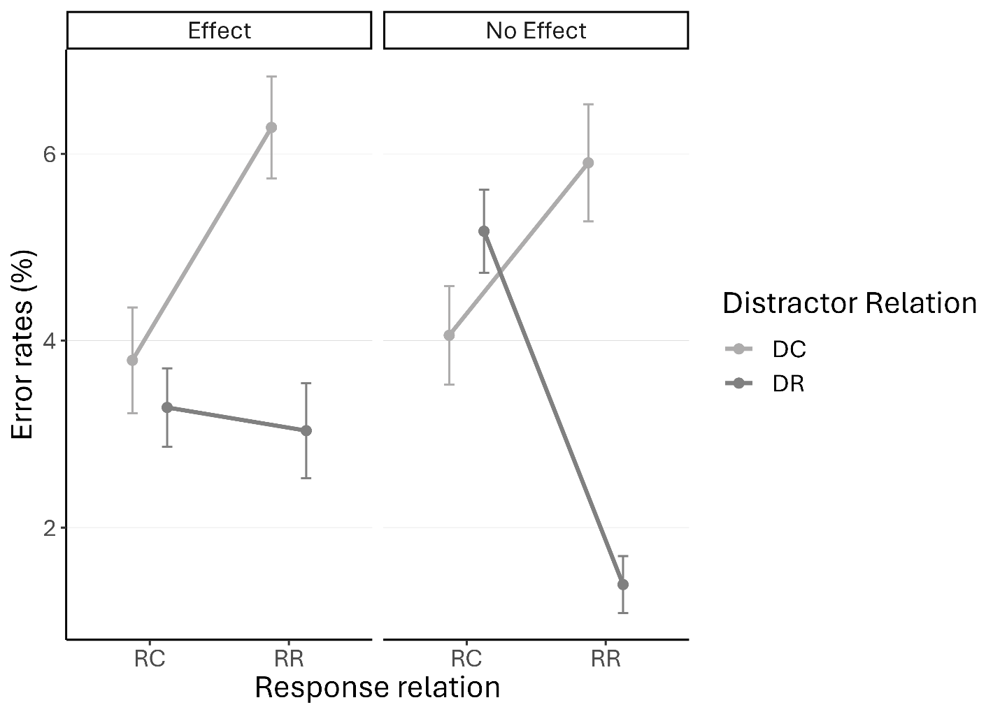 Effect
No Effect
6
4
2
Error rates (%)
RC
RR
RC
RR
Response relation
Distractor Relation
DC
DR